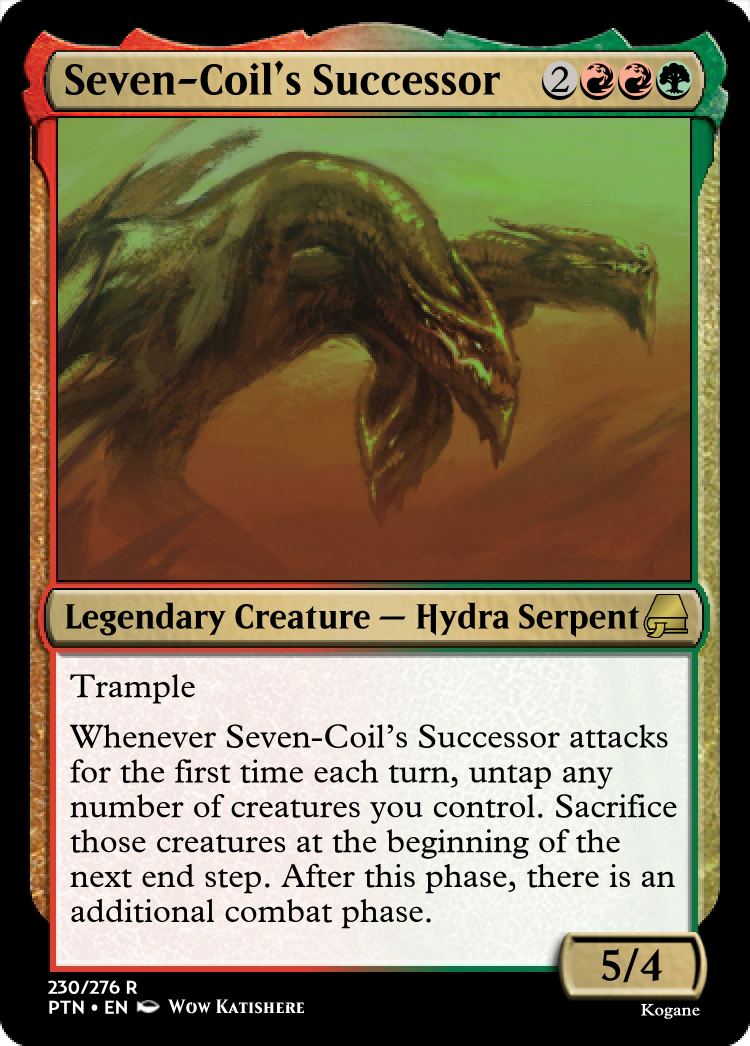 Seven-Coil's Successor 2
Legendary Creature — Hydra Serpent
Trample
Whenever Seven-Coil's Successor attacks
for the first time each turn, untap any
number of creatures you control. Sacrifice
those creatures at the beginning of the
next end step. After this phase, there is an
additional combat phase.
5/4
230/276 R
PTN • EN Wow Katishere
Kogane